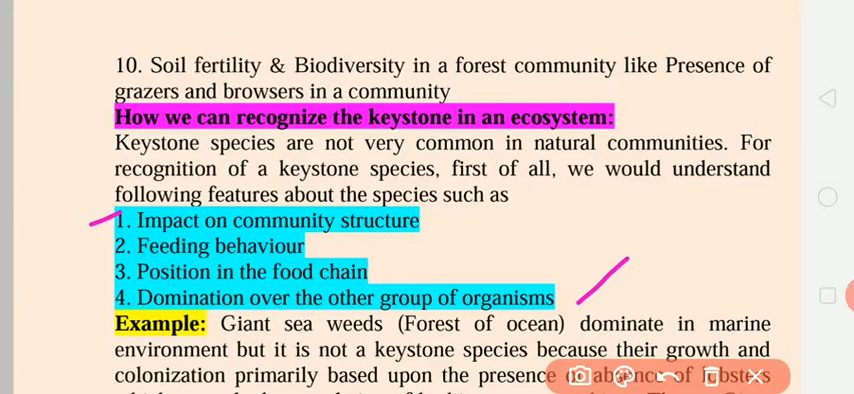 10. Soil fertility & Biodiversity in a forest community like Presence of
grazers and browsers in a community
How we can recognize the keystone in an ecosystem:
Keystone species are not very common in natural communities. For
recognition of a keystone species, first of all, we would understand
following features about the species such as
1. Impact on community structure
2. Feeding behaviour
3. Position in the food chain
4. Domination over the other group of organisms
Example: Giant sea weeds (Forest of ocean) dominate in marine
environment but it is not a keystone species because their growth and
colonization primarily based upon the presence or absence of lobsters